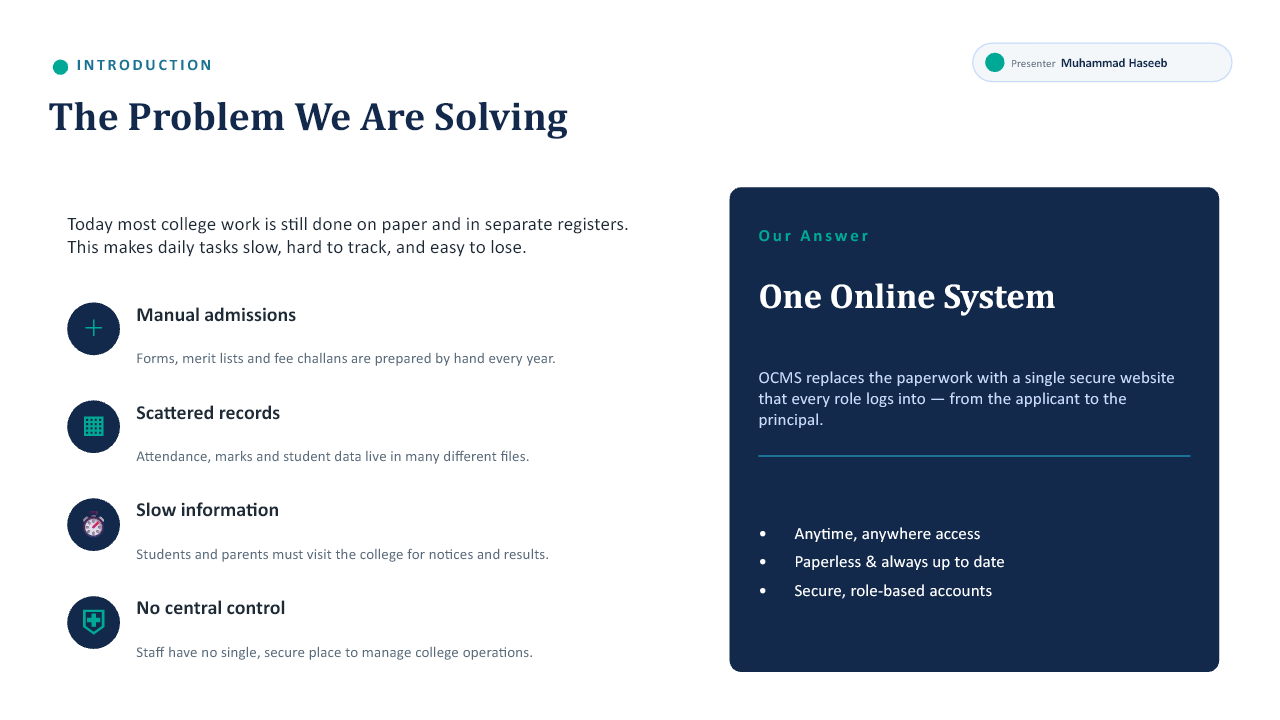 INTRODUCTION
Presenter Muhammad Haseeb
The Problem We Are Solving
Today most college work is still done on paper and in separate registers.
This makes daily tasks slow, hard to track, and easy to lose.
Manual admissions
Forms, merit lists and fee challans are prepared by hand every year.
Scattered records
Attendance, marks and student data live in many different files.
Slow information
Students and parents must visit the college for notices and results.
No central control
Staff have no single, secure place to manage college operations.
Our Answer
One Online System
OCMS replaces the paperwork with a single secure website
that every role logs into — from the applicant to the
principal.
• Anytime, anywhere access
• Paperless & always up to date
• Secure, role-based accounts